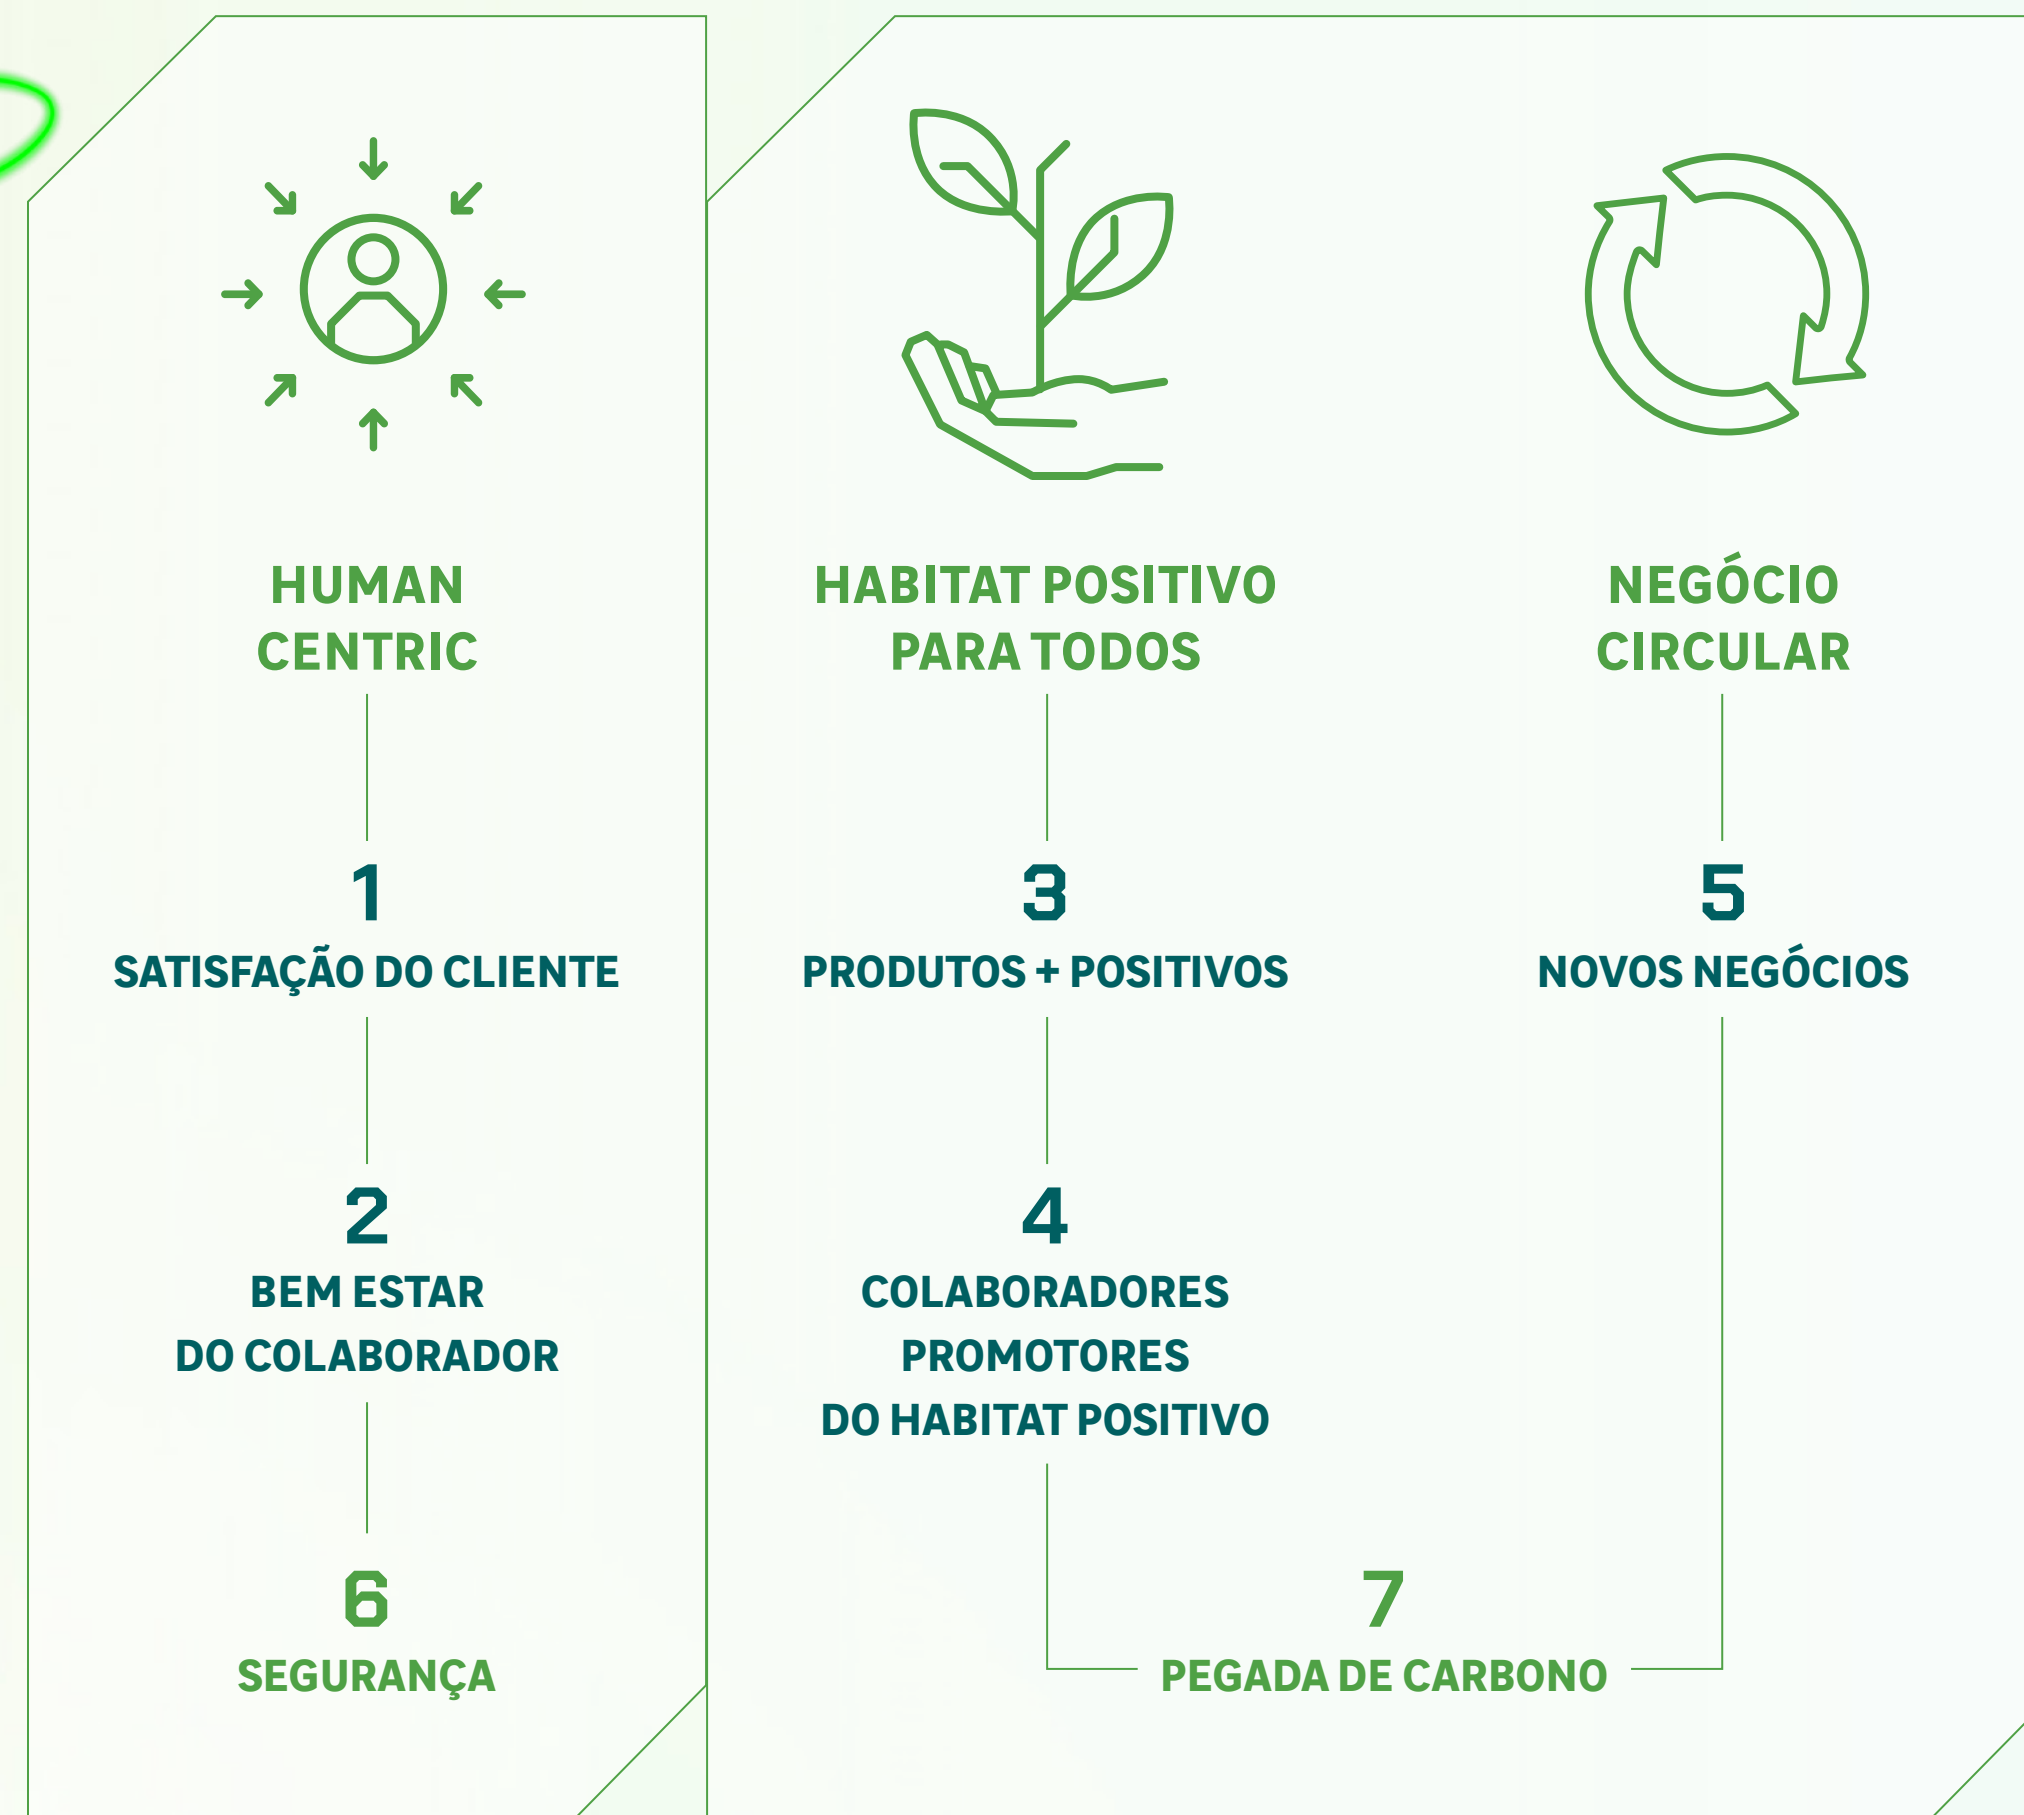 HUMAN
CENTRIC
1
SATISFAÇÃO DO CLIENTE
2
BEM ESTAR
DO COLABORADOR
6
SEGURANÇA
HABITAT POSITIVO
PARA TODOS
3
PRODUTOS + POSITIVOS
4
COLABORADORES
PROMOTORES
DO HABITAT POSITIVO
NEGÓCIO
CIRCULAR
5
NOVOS NEGÓCIOS
7
PEGADA DE CARBONO